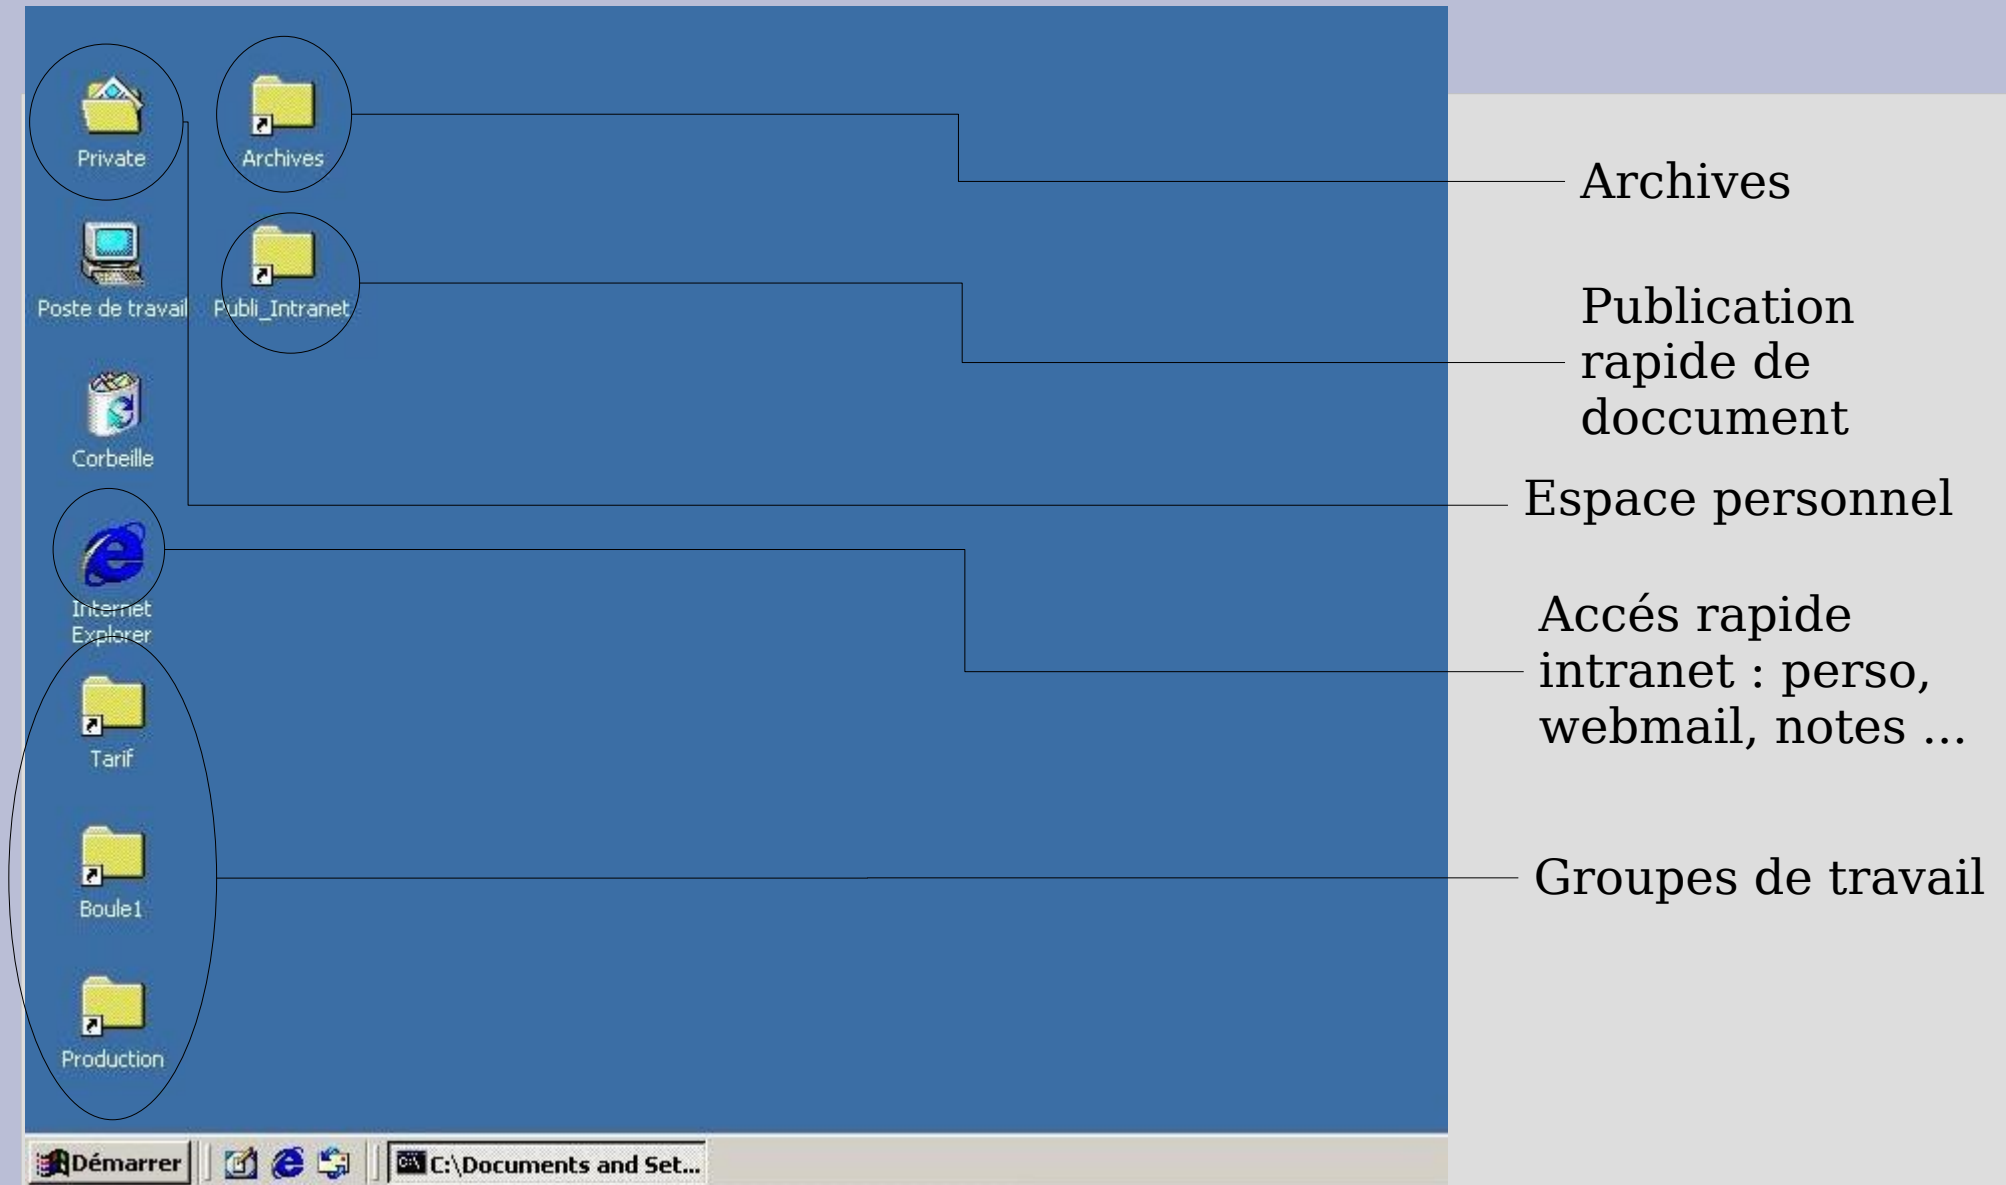 Private
Archives
Poste de travail
Publi_Intranet
Corbeille
Internet
Explorer
Tarif
Boule1
Production
Démarrer
C:\Documents and Set...
Archives
Publication
rapide de
doccument
Espace personnel
Accés rapide
intranet : perso,
webmail, notes ...
Groupes de travail